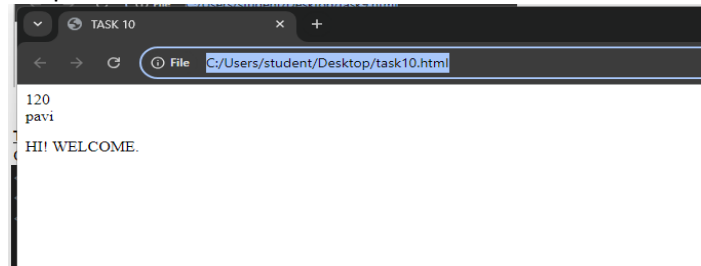 TASK 10
File C:/Users/student/Desktop/task10.html
120
pavi
HI! WELCOME.